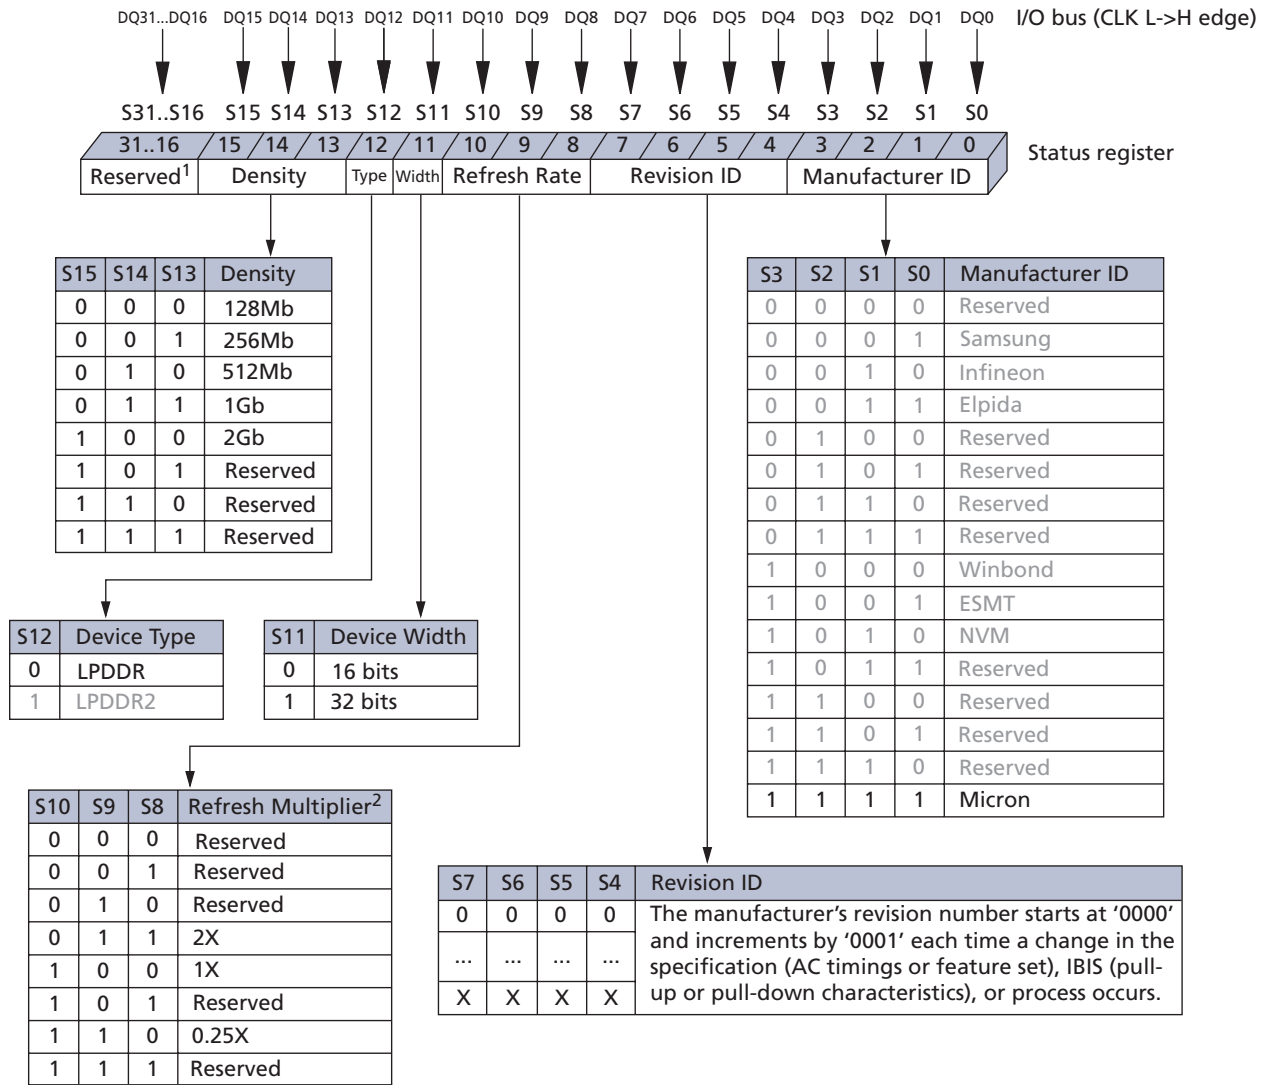 DQ31...DQ16 DQ15 DQ14 DQ13 DQ12 DQ11 DQ10 DQ9 DQ8 DQ7 DQ6 DQ5 DQ4 DQ3 DQ2 DQ1 DQ0 I/O bus (CLK L->H edge)
S31..S16 S15 S14 S13 S12 S11 S10 S9 S8 S7 S6 S5 S4 S3 S2 S1 S0
31..16 15 14 13 12 11 10 9 8 7 6 5 4 3 2 1 0 Status register
Reserved1 Density Type Width Refresh Rate Revision ID Manufacturer ID
S15 S14 S13 Density
0 0 0 128Mb
0 0 1 256Mb
0 1 0 512Mb
0 1 1 1Gb
1 0 0 2Gb
1 0 1 Reserved
1 1 0 Reserved
1 1 1 Reserved
S3 S2 S1 S0 Manufacturer ID
0 0 0 0 Reserved
0 0 0 1 Samsung
0 0 1 0 Infineon
0 0 1 1 Elpida
0 1 0 0 Reserved
0 1 0 1 Reserved
0 1 1 0 Reserved
0 1 1 1 Reserved
1 0 0 0 Winbond
1 0 0 1 ESMT
1 0 1 0 NVM
1 0 1 1 Reserved
1 1 0 0 Reserved
1 1 0 1 Reserved
1 1 1 0 Reserved
1 1 1 1 Micron
S12 Device Type
0 LPDDR
1 LPDDR2
S11 Device Width
0 16 bits
1 32 bits
S10 S9 S8 Refresh Multiplier2
0 0 0 Reserved
0 0 1 Reserved
0 1 0 Reserved
0 1 1 2X
1 0 0 1X
1 0 1 Reserved
1 1 0 0.25X
1 1 1 Reserved
S7 S6 S5 S4 Revision ID
0 0 0 0
... ... ... ...
X X X X
The manufacturer’s revision number starts at ‘0000’
and increments by ‘0001’ each time a change in the
specification (AC timings or feature set), IBIS (pull-
up or pull-down characteristics), or process occurs.